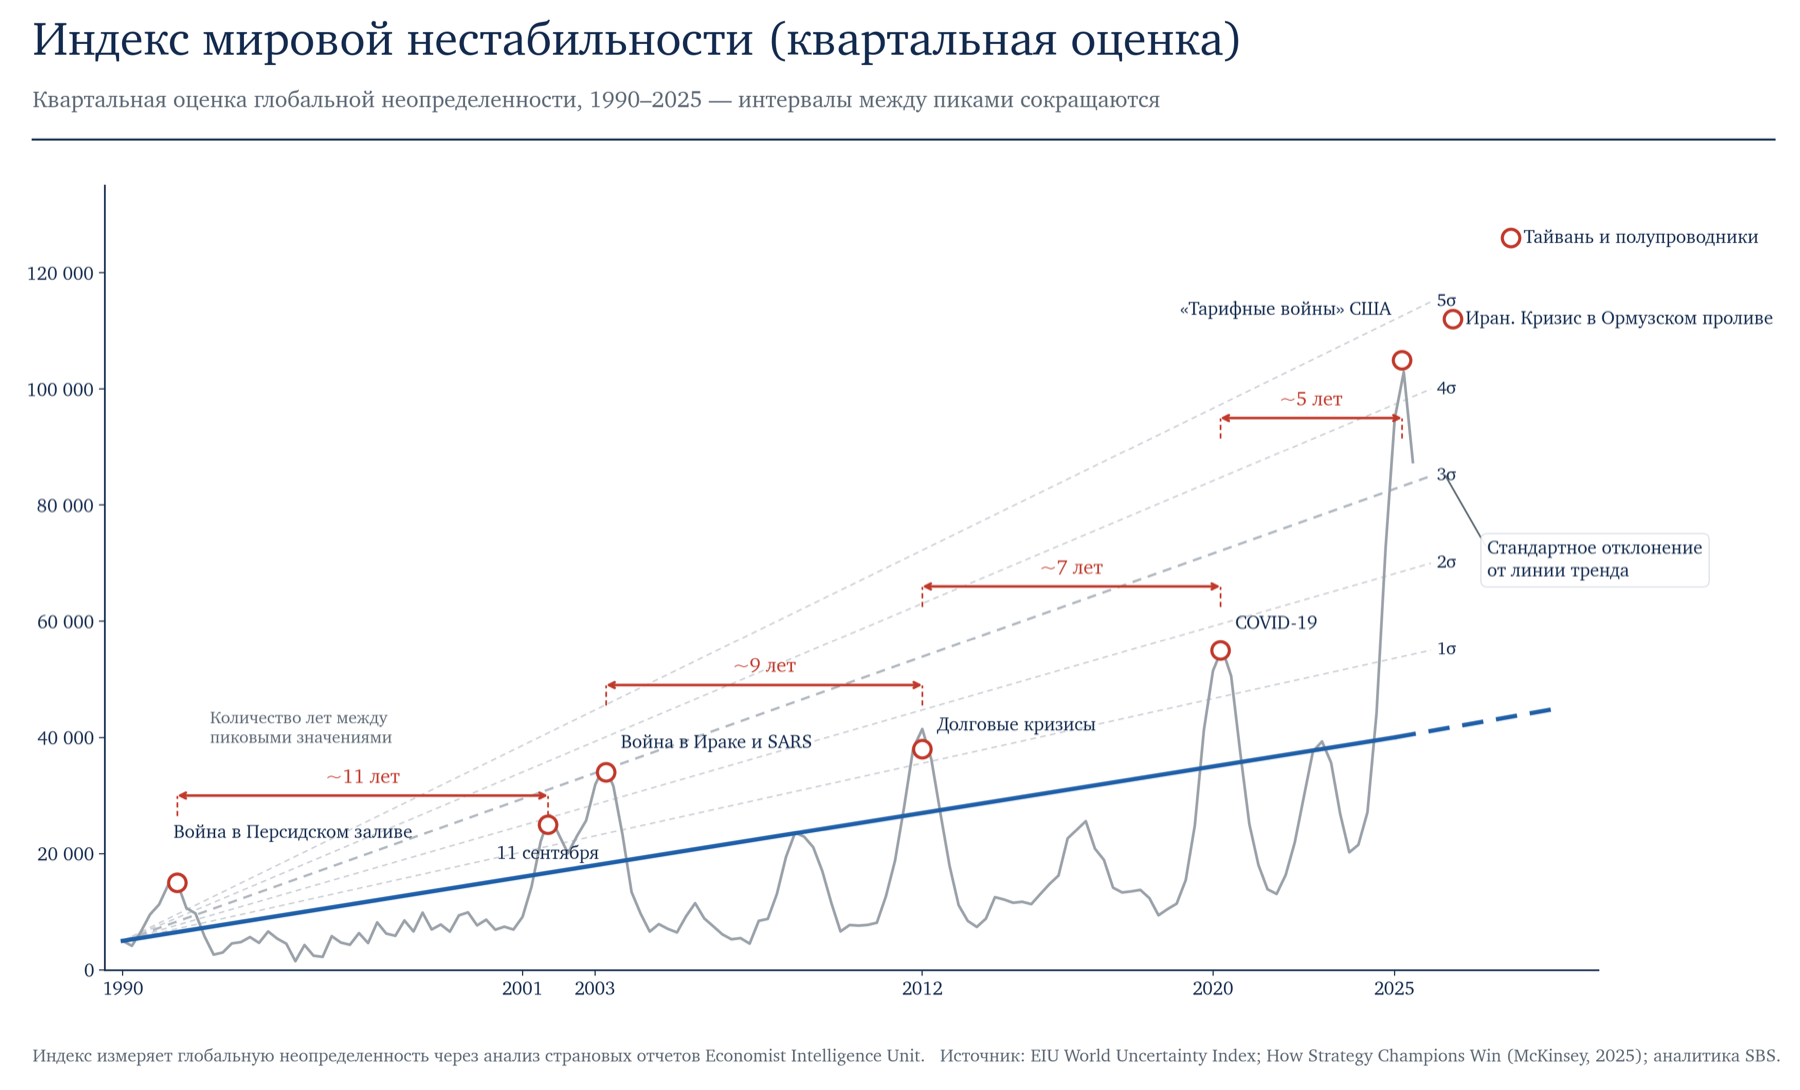 Индекс мировой нестабильности (квартальная оценка)
Квартальная оценка глобальной неопределенности, 1990–2025 — интервалы между пиками сокращаются
Тайвань и полупроводники
120 000
5σ
«Тарифные войны» США
Иран. Кризис в Ормузском проливе
100 000
4σ
~5 лет
3σ
80 000
Стандартное отклонение
от линии тренда
2σ
~7 лет
60 000
COVID-19
1σ
~9 лет
Количество лет между
пиковыми значениями
40 000
Война в Ираке и SARS
Долговые кризисы
~11 лет
Война в Персидском заливе
20 000
11 сентября
0
1990
2001
2003
2012
2020
2025
Индекс измеряет глобальную неопределенность через анализ страновых отчетов Economist Intelligence Unit. Источник: EIU World Uncertainty Index; How Strategy Champions Win (McKinsey, 2025); аналитика SBS.